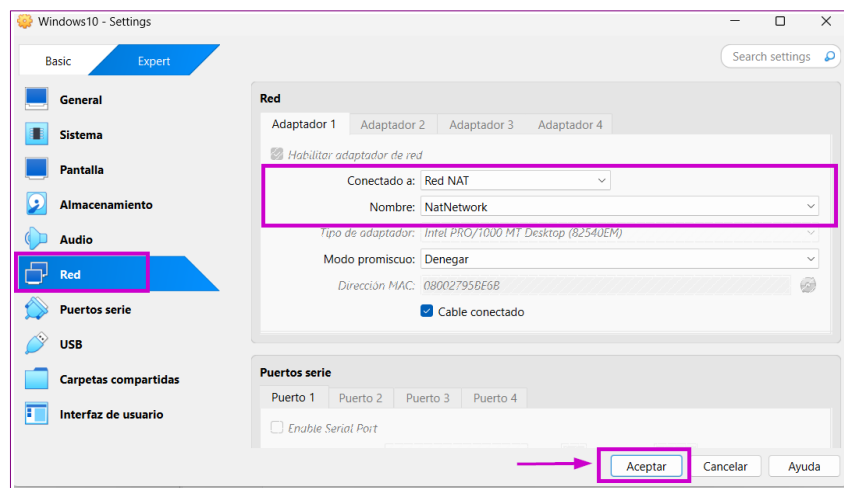 Windows10 - Settings
Basic
Expert
Search settings
General
Sistema
Pantalla
Almacenamiento
Audio
Red
Puertos serie
USB
Carpetas compartidas
Interfaz de usuario
Red
Adaptador 1 Adaptador 2 Adaptador 3 Adaptador 4
Habilitar adaptador de red
Conectado a: Red NAT
Nombre: NatNetwork
Tipo de adaptador: Intel PRO/1000 MT Desktop (82540EM)
Modo promiscuo: Denegar
Dirección MAC: 08002795BE6B
Cable conectado
Puertos serie
Puerto 1 Puerto 2 Puerto 3 Puerto 4
Enable Serial Port
Aceptar Cancelar Ayuda